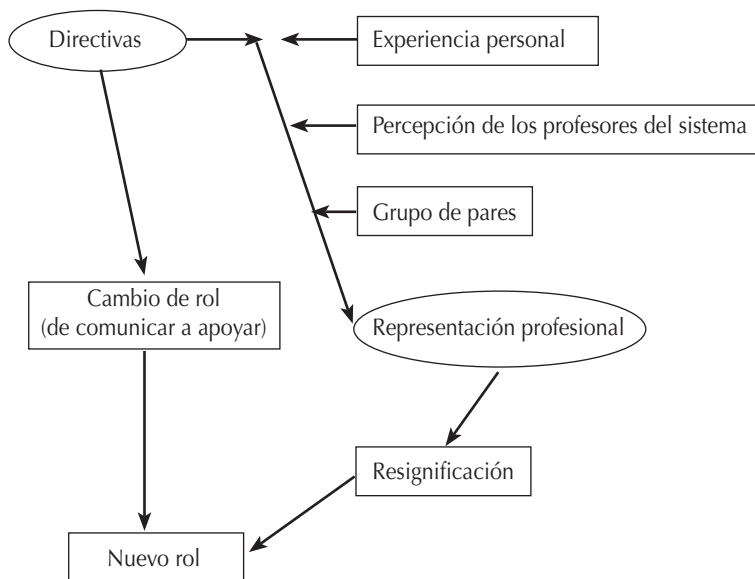 Directivas
Experiencia personal
Percepción de los profesores del sistema
Grupo de pares
Cambio de rol
(de comunicar a apoyar)
Representación profesional
Resignificación
Nuevo rol